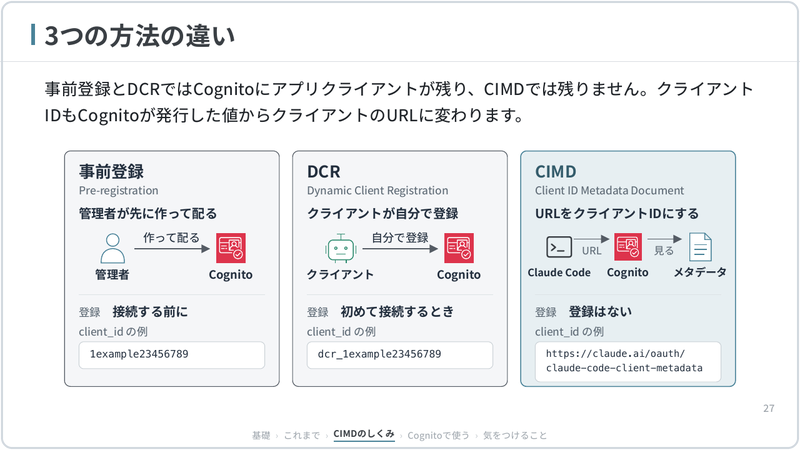 3つの方法の違い
事前登録とDCRではCognitoにアプリクライアントが残り、CIMDでは残りません。クライアント
IDもCognitoが発行した値からクライアントのURLに変わります。
事前登録
Pre-registration
管理者が先に作って配る
作って配る
管理者
Cognito
登録 接続する前に
client_id の例
1example23456789
DCR
Dynamic Client Registration
クライアントが自分で登録
自分で登録
クライアント
Cognito
登録 初めて接続するとき
client_id の例
dcr_1example23456789
CIMD
Client ID Metadata Document
URLをクライアントIDにする
URL
見る
Claude Code
Cognito
メタデータ
登録 登録はない
client_id の例
https://claude.ai/oauth/
claude-code-client-metadata
27
基礎 › これまで › CIMDのしくみ › Cognitoで使う › 気をつけること